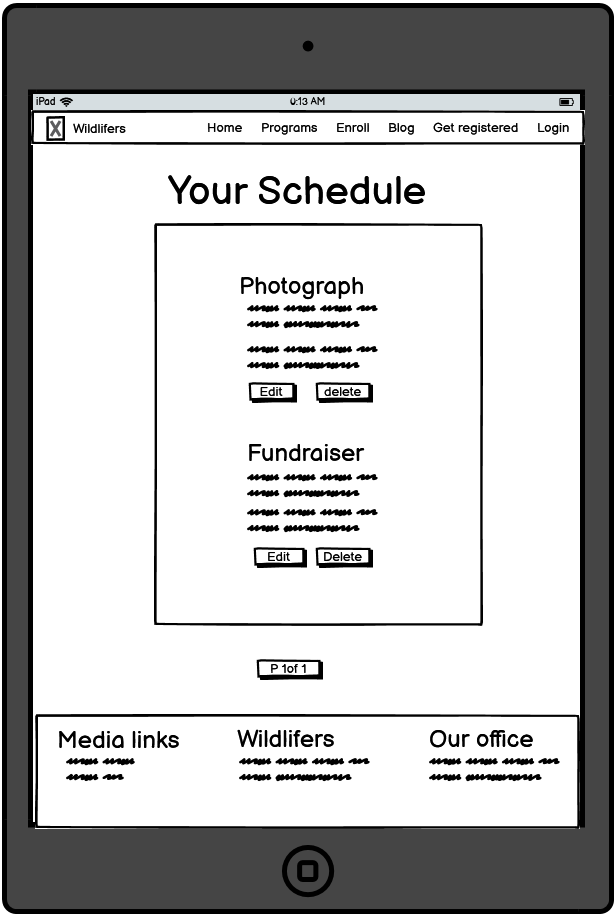 iPad 0:13 AM
Wildlifers Home Programs Enroll Blog Get registered Login
Your Schedule
Photograph
Edit delete
Fundraiser
Edit Delete
P 1of 1
Media links Wildlifers Our office